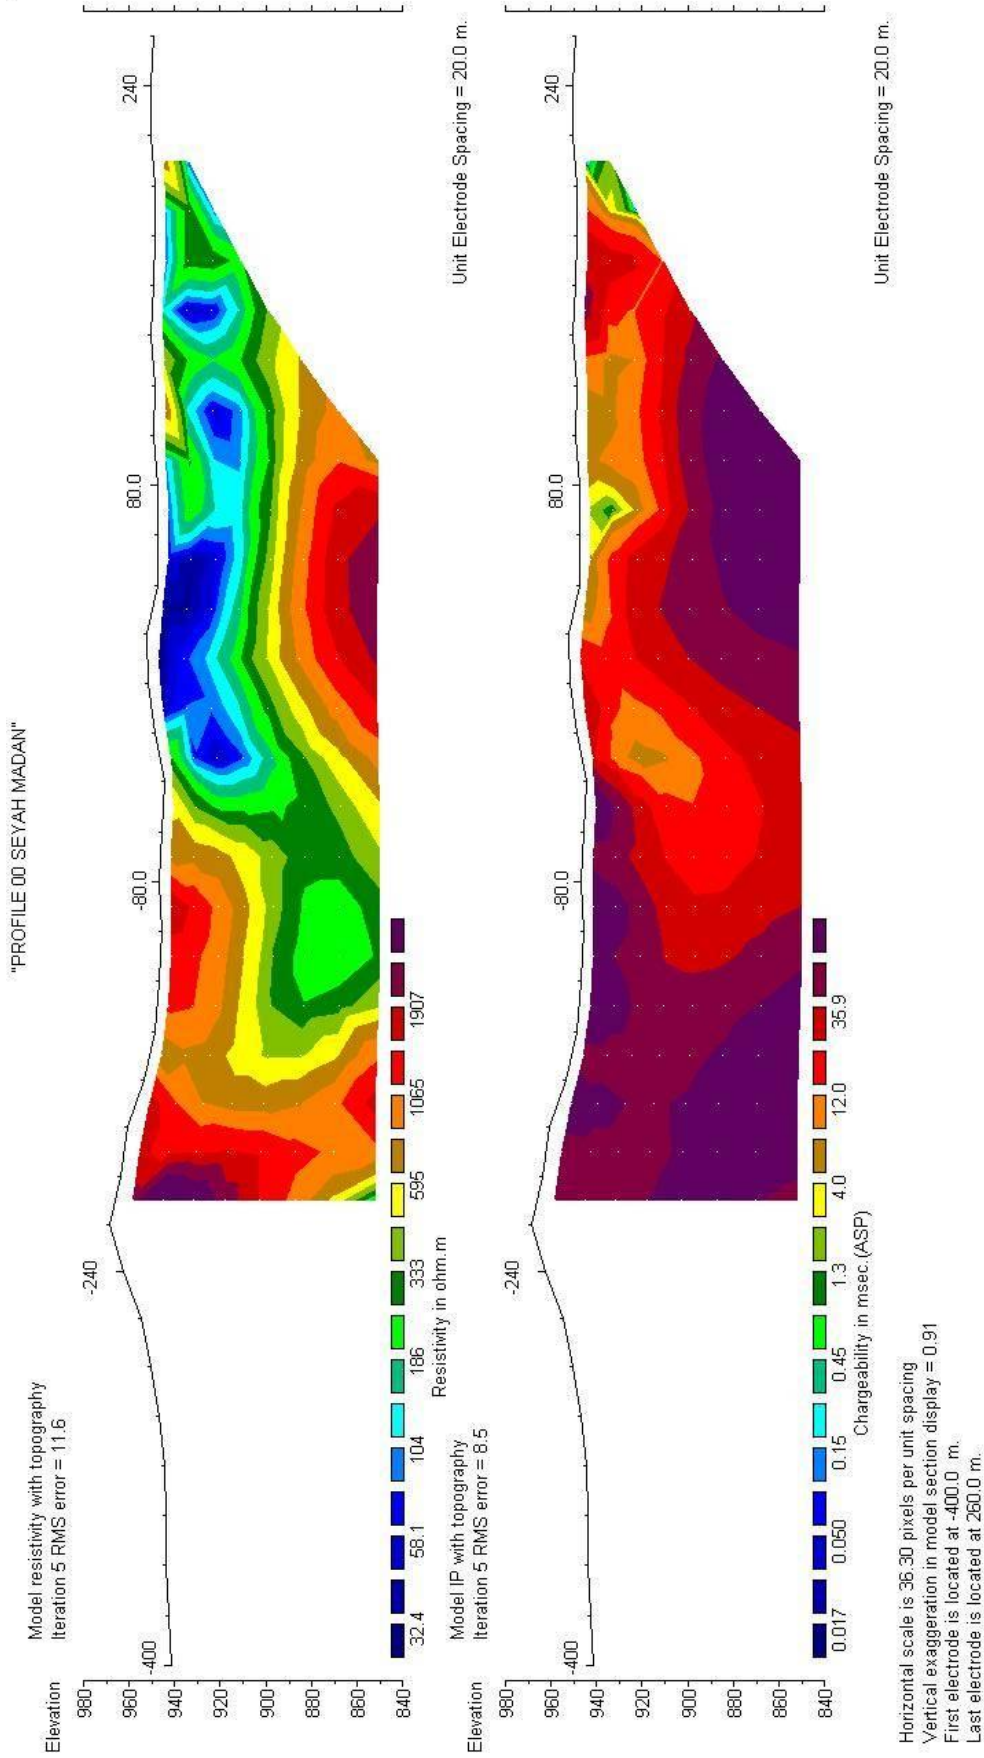 "PROFILE 00 SEYAH MADAN"
Model resistivity with topography
Iteration 5 RMS error = 11.6
Elevation
980
960
940
920
900
880
860
840
-400 -240 -80.0 80.0 240
32.4 58.1 104 186 333 595 1065 1907
Resistivity in ohm.m
Unit Electrode Spacing = 20.0 m.
Model IP with topography
Iteration 5 RMS error = 8.5
Elevation
980
960
940
920
900
880
860
840
-400 -240 -80.0 80.0 240
0.017 0.050 0.15 0.45 1.3 4.0 12.0 35.9
Chargeability in msec.(ASP)
Unit Electrode Spacing = 20.0 m.
Horizontal scale is 36.30 pixels per unit spacing
Vertical exaggeration in model section display = 0.91
First electrode is located at -400.0 m.
Last electrode is located at 260.0 m.